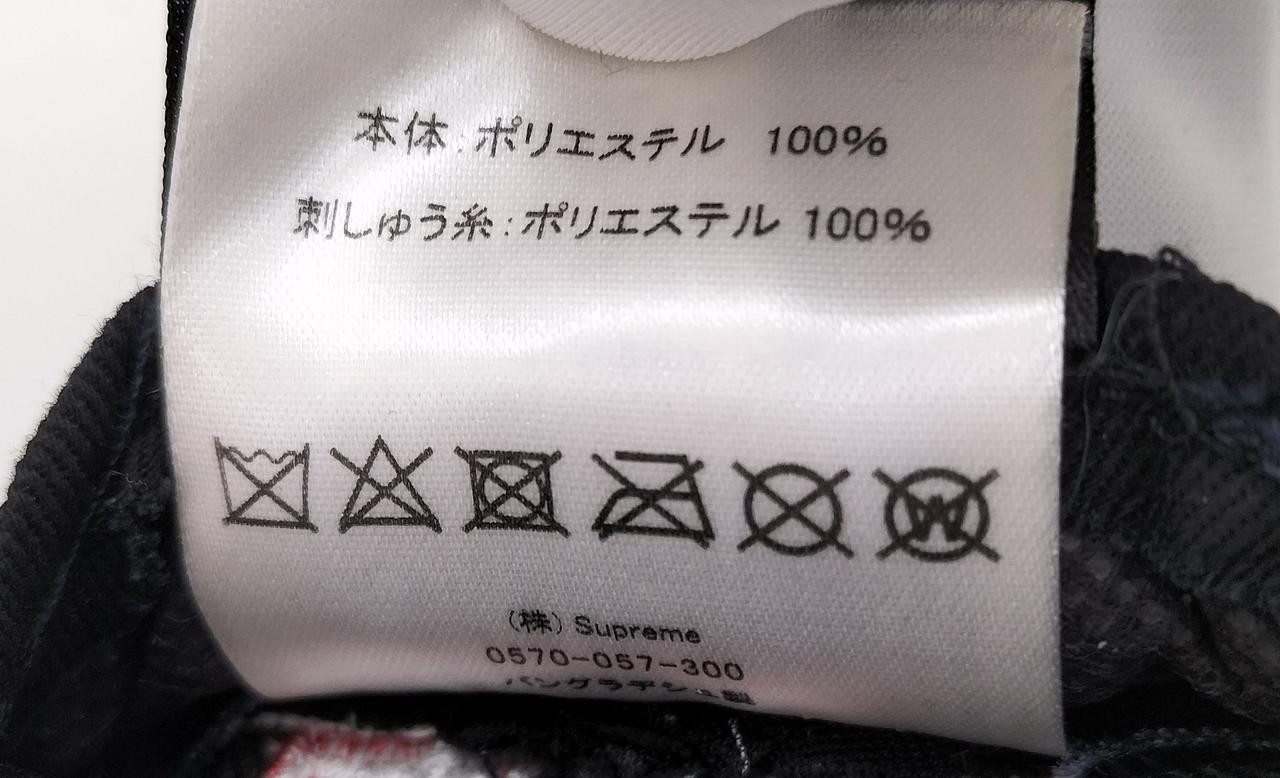 本体:ポリエステル 100%
刺しゅう糸:ポリエステル 100%
W
(株) Supreme
0570-057-300
バングラデシュ製